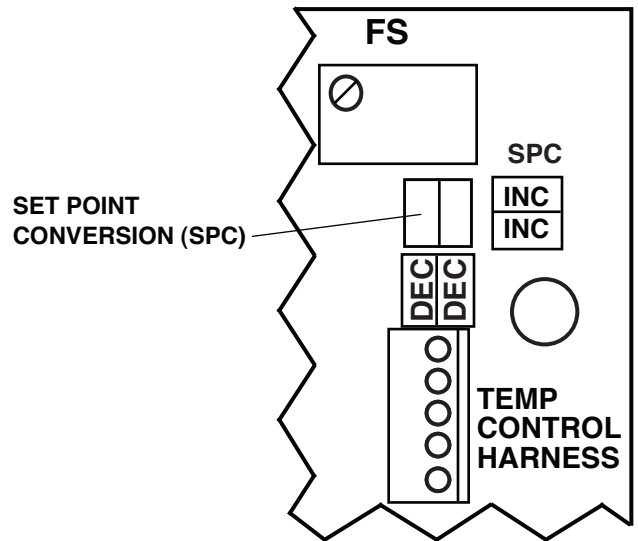 FS
SPC
SET POINT
CONVERSION (SPC)
INC
INC
DEC
DEC
TEMP
CONTROL
HARNESS